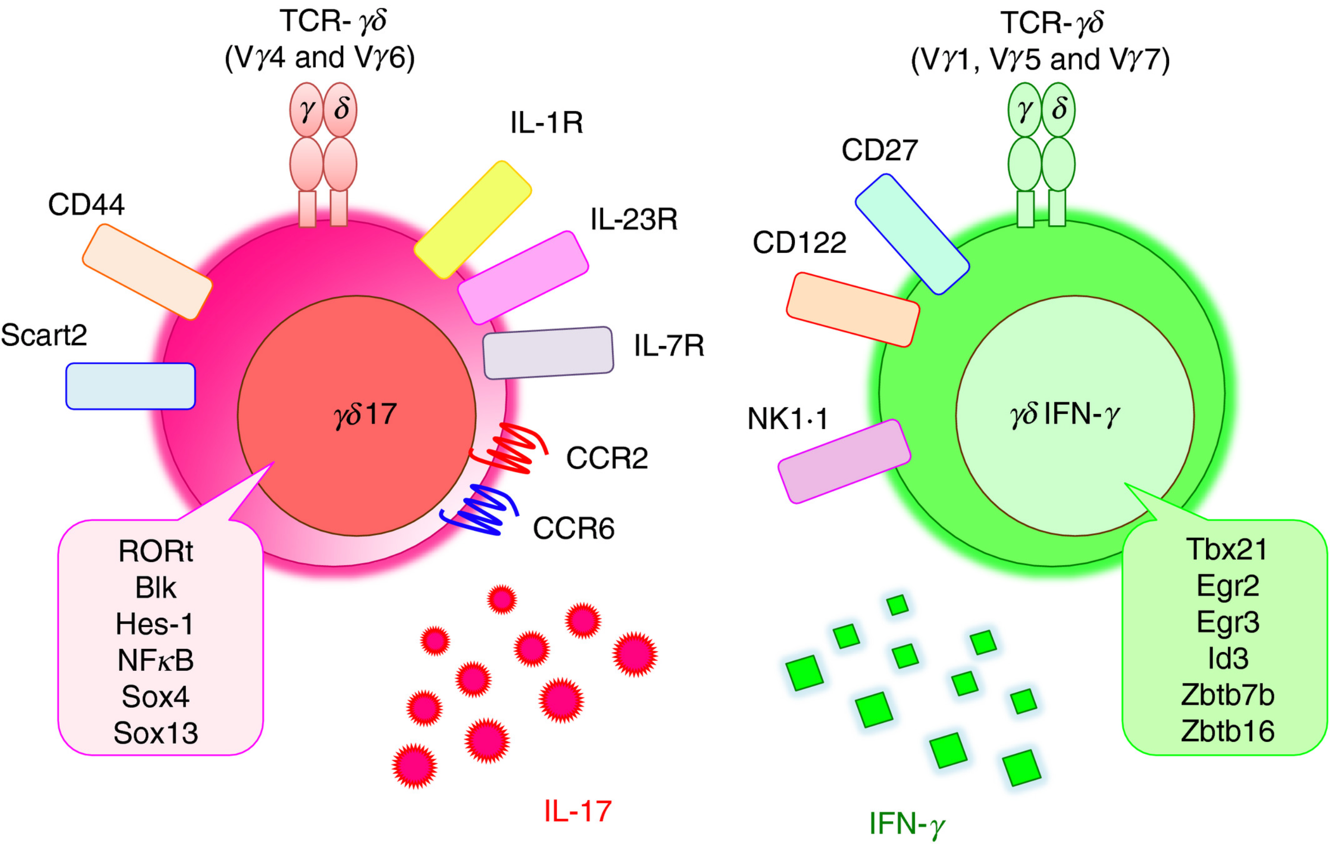 TCR-γδ
(Vγ4 and Vγ6)
γ δ
IL-1R
IL-23R
CD44
Scart2
IL-7R
γδ17
CCR2
CCR6
RORt
Blk
Hes-1
NFκB
Sox4
Sox13
IL-17
TCR-γδ
(Vγ1, Vγ5 and Vγ7)
γ δ
CD27
CD122
NK1·1
γδ IFN-γ
Tbx21
Egr2
Egr3
Id3
Zbtb7b
Zbtb16
IFN-γ